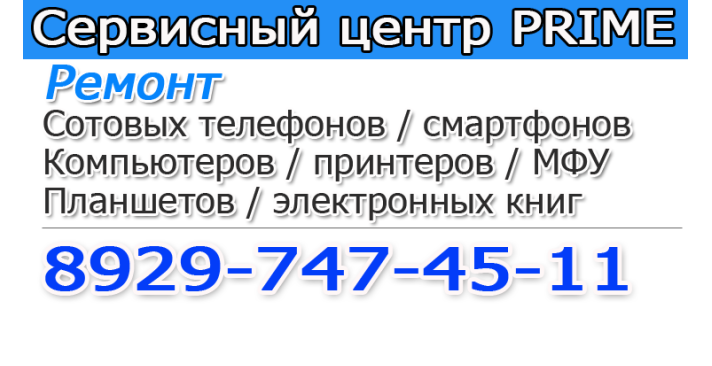 Сервисный центр PRIME
Ремонт
Сотовых телефонов / смартфонов
Компьютеров / принтеров / МФУ
Планшетов / электронных книг
8929-747-45-11